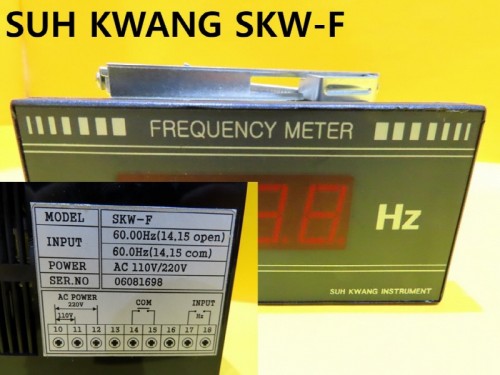 SUH KWANG SKW-F
FREQUENCY METER
8.8. Hz
SUH KWANG INSTRUMENT
MODEL SKW-F
INPUT 60.00Hz(14,15 open)
60.0Hz(14,15 com)
POWER AC 110V/220V
SER.NO 06081698
AC POWER COM INPUT
220V
110V Hz
10 11 12 13 14 15 16 17 18